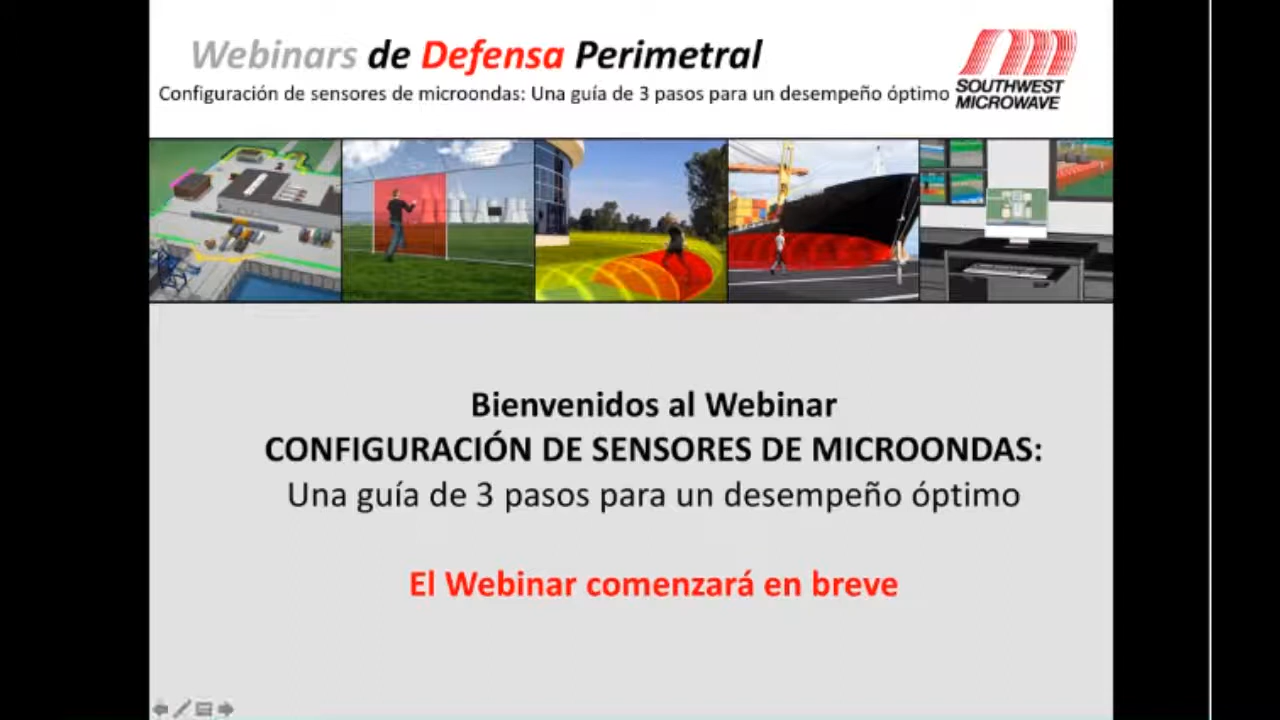 Webinars de Defensa Perimetral
Configuración de sensores de microondas: Una guía de 3 pasos para un desempeño óptimo
SOUTHWEST
MICROWAVE
Bienvenidos al Webinar
CONFIGURACIÓN DE SENSORES DE MICROONDAS:
Una guía de 3 pasos para un desempeño óptimo
El Webinar comenzará en breve